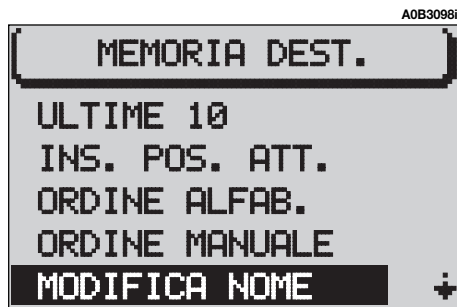 A0B3098i
MEMORIA DEST.
ULTIME 10
INS. POS. ATT.
ORDINE ALFAB.
ORDINE MANUALE
MODIFICA NOME